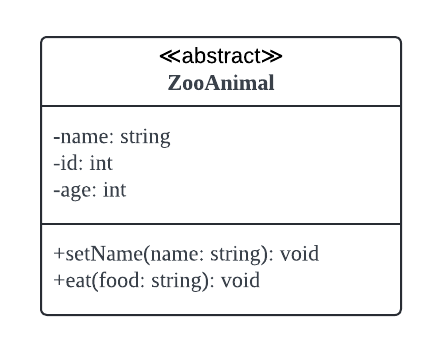 ≪abstract≫
ZooAnimal
-name: string
-id: int
-age: int
+setName(name: string): void
+eat(food: string): void